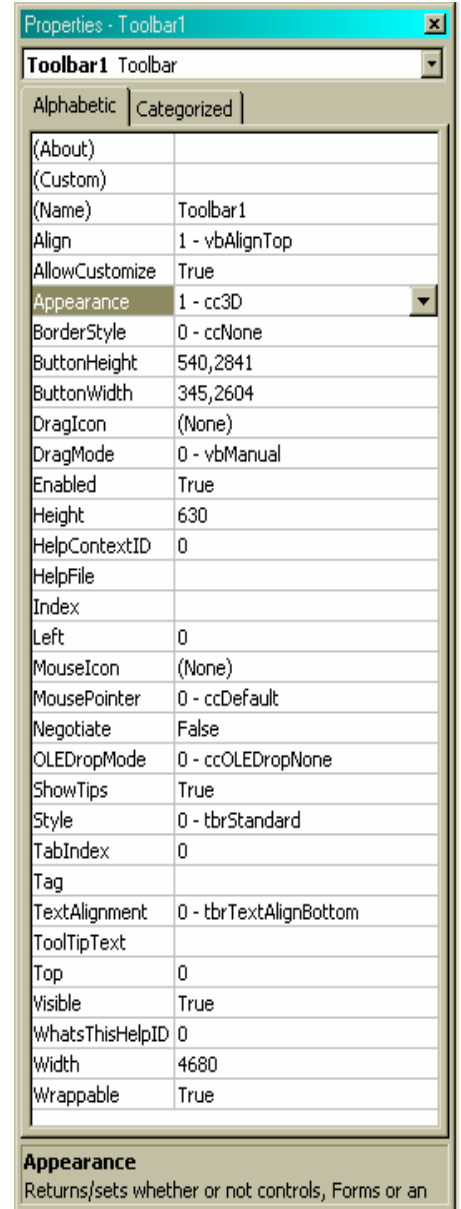 Properties - Toolbar1
Toolbar1 Toolbar
Alphabetic Categorized
(About)
(Custom)
(Name) Toolbar1
Align 1 - vbAlignTop
AllowCustomize True
Appearance 1 - cc3D
BorderStyle 0 - ccNone
ButtonHeight 540,2841
ButtonWidth 345,2604
DragIcon (None)
DragMode 0 - vbManual
Enabled True
Height 630
HelpContextID 0
HelpFile
Index
Left 0
MouseIcon (None)
MousePointer 0 - ccDefault
Negotiate False
OLEDropMode 0 - ccOLEDropNone
ShowTips True
Style 0 - tbrStandard
TabIndex 0
Tag
TextAlignment 0 - tbrTextAlignBottom
ToolTipText
Top 0
Visible True
WhatsThisHelpID 0
Width 4680
Wrappable True
Appearance
Returns/sets whether or not controls, Forms or an